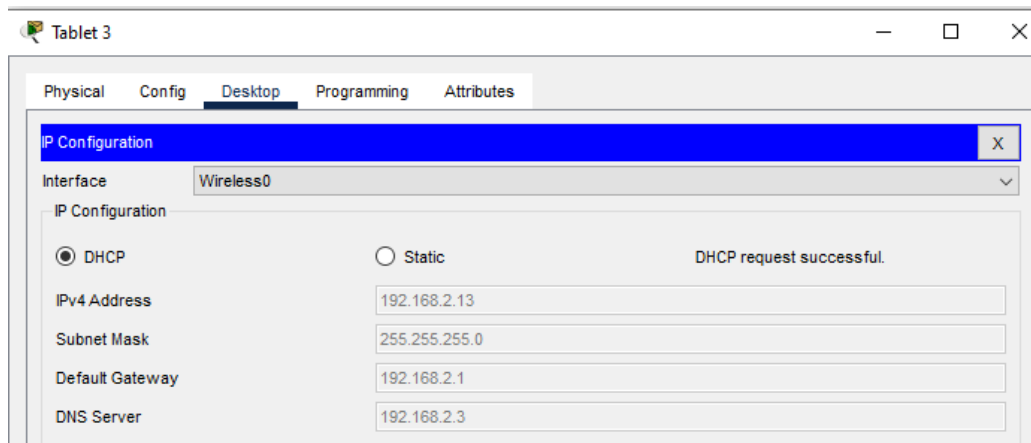 Tablet 3
Physical Config Desktop Programming Attributes
IP Configuration X
Interface Wireless0
IP Configuration
DHCP Static DHCP request successful.
IPv4 Address 192.168.2.13
Subnet Mask 255.255.255.0
Default Gateway 192.168.2.1
DNS Server 192.168.2.3